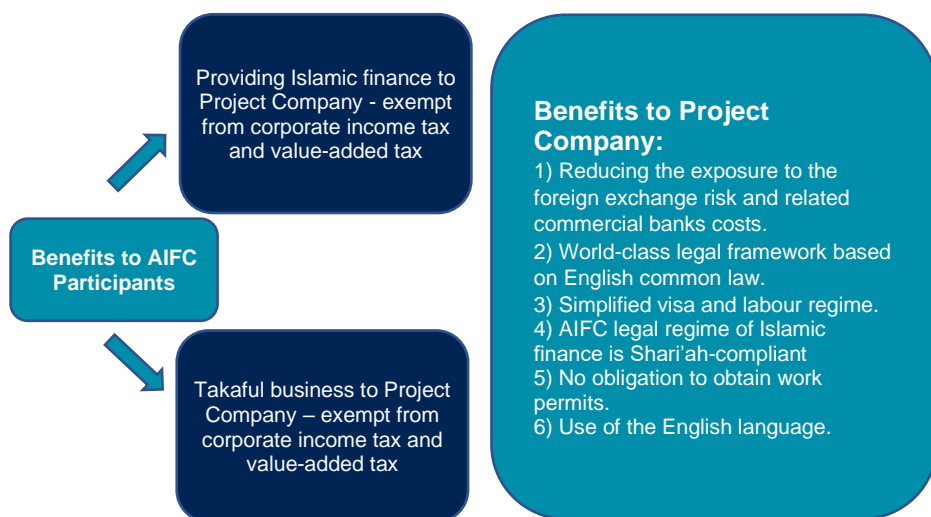 Providing Islamic finance to
Project Company - exempt
from corporate income tax
and value-added tax
Benefits to AIFC
Participants
Takaful business to Project
Company – exempt from
corporate income tax and
value-added tax
Benefits to Project
Company:
1) Reducing the exposure to the
foreign exchange risk and related
commercial banks costs.
2) World-class legal framework based
on English common law.
3) Simplified visa and labour regime.
4) AIFC legal regime of Islamic
finance is Shari’ah-compliant
5) No obligation to obtain work
permits.
6) Use of the English language.